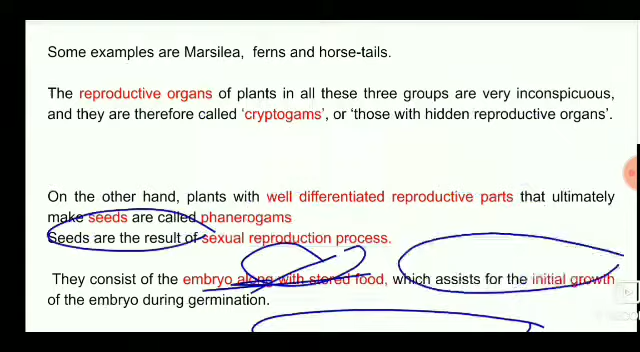 Some examples are Marsilea, ferns and horse-tails.
The reproductive organs of plants in all these three groups are very inconspicuous,
and they are therefore called ‘cryptogams’, or ‘those with hidden reproductive organs’.
On the other hand, plants with well differentiated reproductive parts that ultimately
make seeds are called phanerogams
Seeds are the result of sexual reproduction process.
They consist of the embryo along with stored food, which assists for the initial growth
of the embryo during germination.